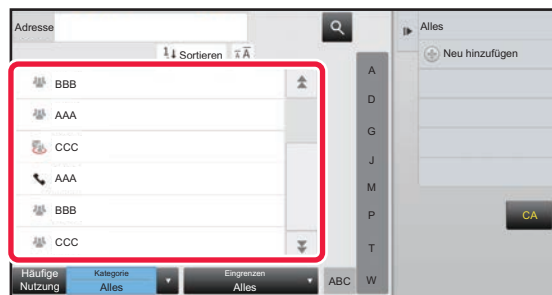 Adresse
Alles
Sortieren
Neu hinzufügen
A
BBB
D
AAA
G
CCC
J
AAA
M
BBB
P
CA
CCC
T
Häufige Nutzung
Kategorie
Alles
Eingrenzen
Alles
ABC
W